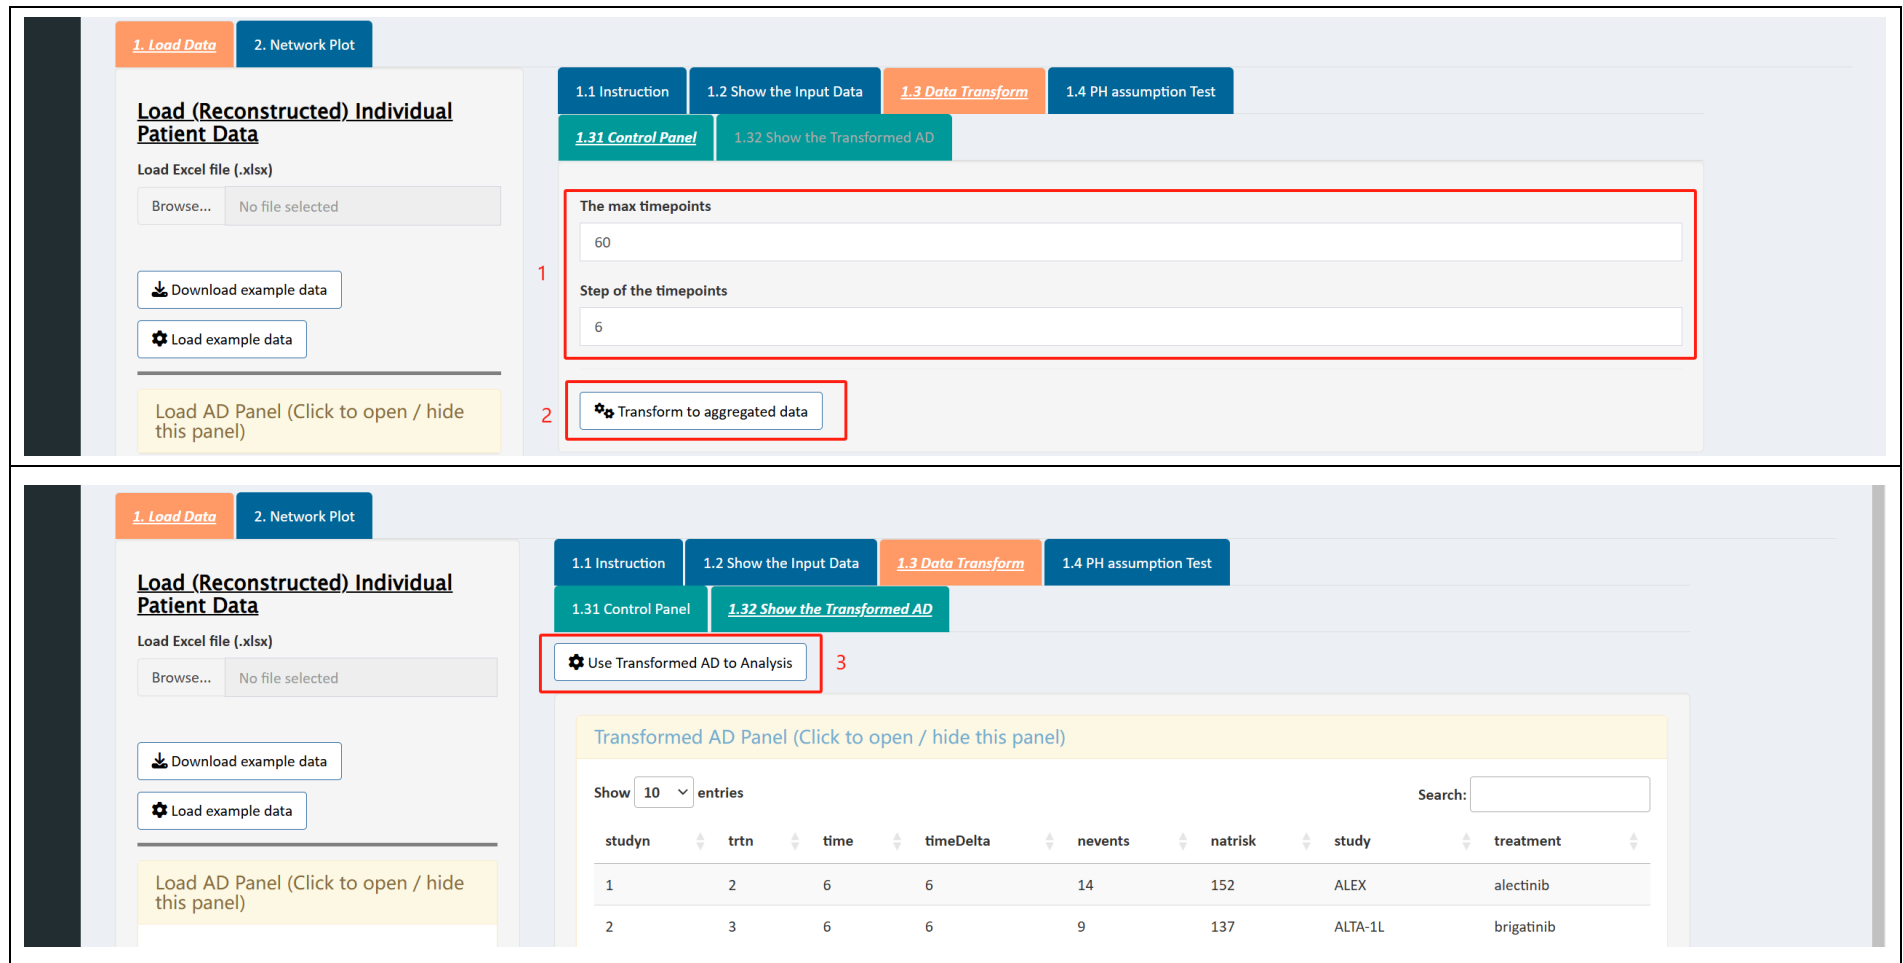 1. Load Data
2. Network Plot
Load (Reconstructed) Individual
Patient Data
Load Excel file (.xlsx)
Browse... No file selected
Download example data
Load example data
Load AD Panel (Click to open / hide
this panel)
1.1 Instruction
1.2 Show the Input Data
1.3 Data Transform
1.4 PH assumption Test
1.31 Control Panel
1.32 Show the Transformed AD
1
The max timepoints
60
Step of the timepoints
6
2
Transform to aggregated data
1. Load Data
2. Network Plot
Load (Reconstructed) Individual
Patient Data
Load Excel file (.xlsx)
Browse... No file selected
Download example data
Load example data
Load AD Panel (Click to open / hide
this panel)
1.1 Instruction
1.2 Show the Input Data
1.3 Data Transform
1.4 PH assumption Test
1.31 Control Panel
1.32 Show the Transformed AD
Use Transformed AD to Analysis
3
Transformed AD Panel (Click to open / hide this panel)
Show 10 entries
Search:
studyn trtn time timeDelta nevents natrisk study treatment
1 2 6 6 14 152 ALEX alectinib
2 3 6 6 9 137 ALTA-1L brigatinib